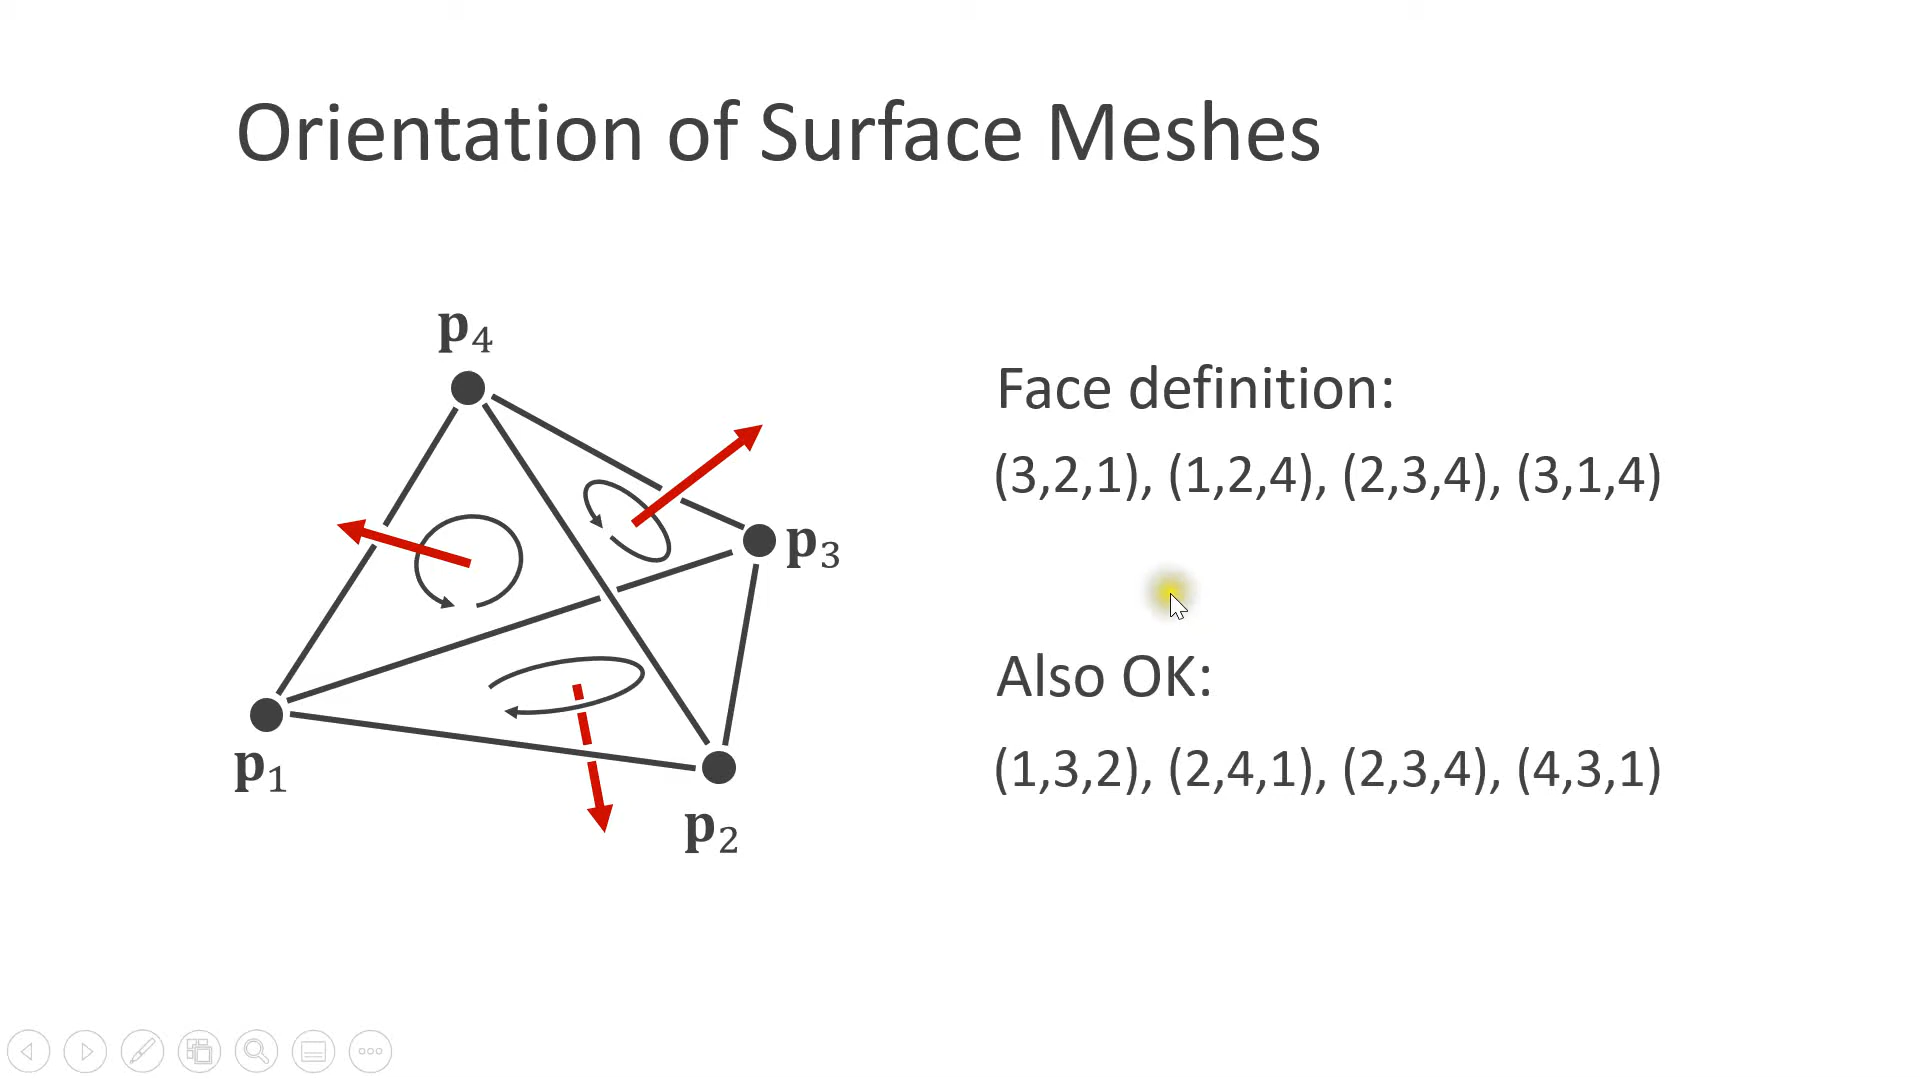 Orientation of Surface Meshes
p4
p3
p1
p2
Face definition:
(3,2,1), (1,2,4), (2,3,4), (3,1,4)
Also OK:
(1,3,2), (2,4,1), (2,3,4), (4,3,1)